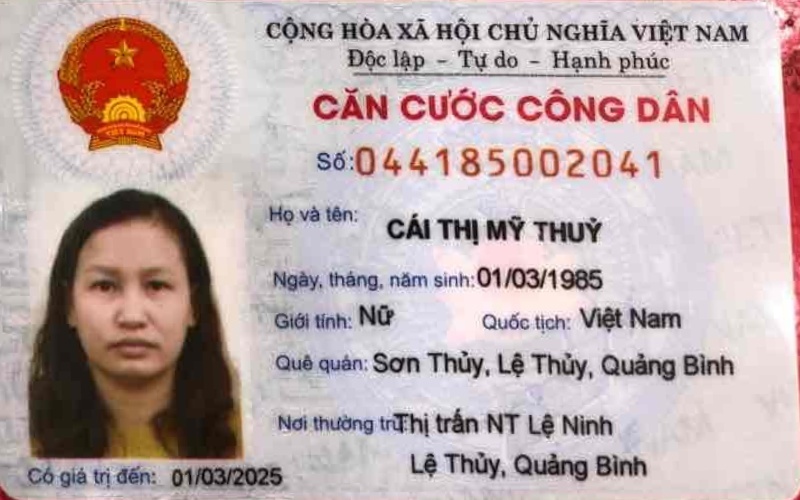 CỘNG HÒA XÃ HỘI CHỦ NGHĨA VIỆT NAM
Độc lập - Tự do - Hạnh phúc
CĂN CƯỚC CÔNG DÂN
Số: 044185002041
Họ và tên: CÁI THỊ MỸ THUỶ
Ngày, tháng, năm sinh: 01/03/1985
Giới tính: Nữ Quốc tịch: Việt Nam
Quê quán: Sơn Thủy, Lệ Thủy, Quảng Bình
Nơi thường trú: Thị trấn NT Lệ Ninh
Lệ Thủy, Quảng Bình
Có giá trị đến: 01/03/2025
VIỆT NAM